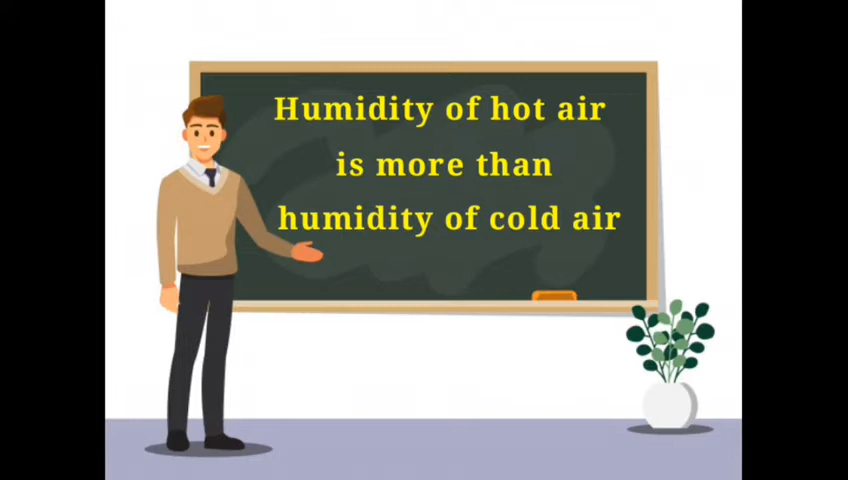 Humidity of hot air
is more than
humidity of cold air